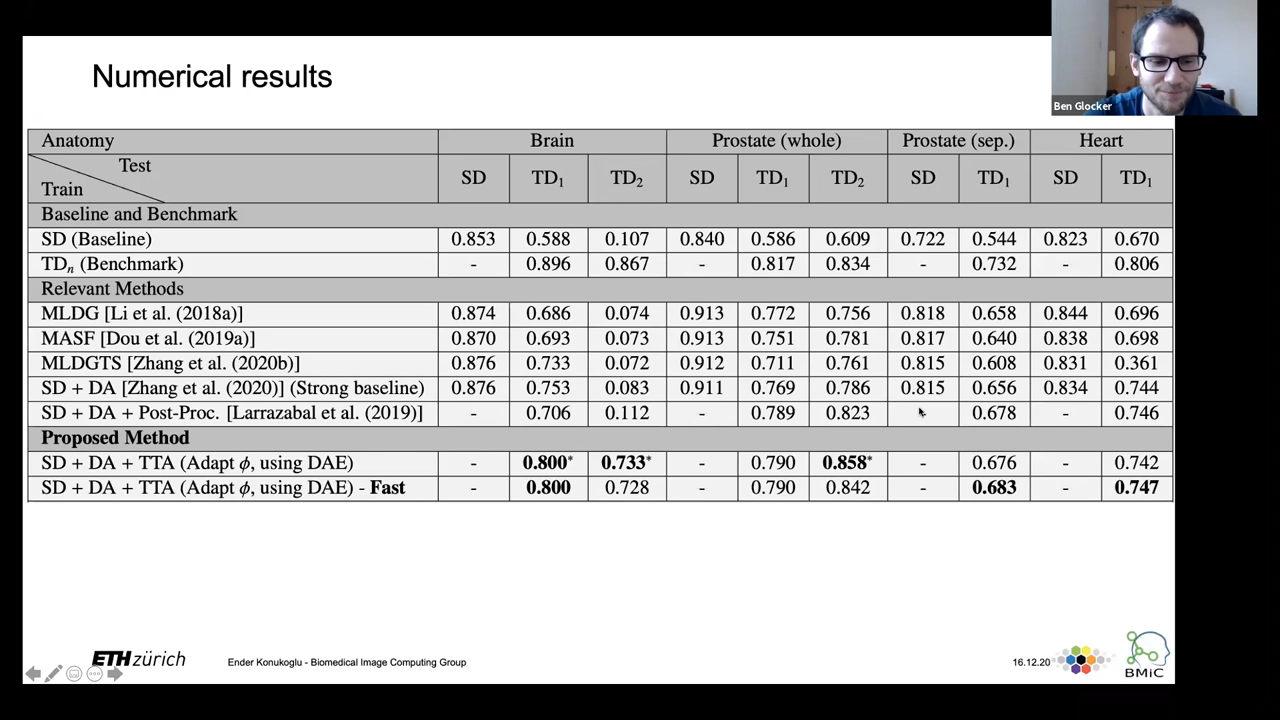 Numerical results
Ben Glocker
Anatomy Brain Prostate (whole) Prostate (sep.) Heart
Test
Train SD TD₁ TD₂ SD TD₁ TD₂ SD TD₁ SD TD₁
Baseline and Benchmark
SD (Baseline) 0.853 0.588 0.107 0.840 0.586 0.609 0.722 0.544 0.823 0.670
TDₙ (Benchmark) - 0.896 0.867 - 0.817 0.834 - 0.732 - 0.806
Relevant Methods
MLDG [Li et al. (2018a)] 0.874 0.686 0.074 0.913 0.772 0.756 0.818 0.658 0.844 0.696
MASF [Dou et al. (2019a)] 0.870 0.693 0.073 0.913 0.751 0.781 0.817 0.640 0.838 0.698
MLDGTS [Zhang et al. (2020b)] 0.876 0.733 0.072 0.912 0.711 0.761 0.815 0.608 0.831 0.361
SD + DA [Zhang et al. (2020)] (Strong baseline) 0.876 0.753 0.083 0.911 0.769 0.786 0.815 0.656 0.834 0.744
SD + DA + Post-Proc. [Larrazabal et al. (2019)] - 0.706 0.112 - 0.789 0.823 - 0.678 - 0.746
Proposed Method
SD + DA + TTA (Adapt ϕ, using DAE) - 0.800* 0.733* - 0.790 0.858* - 0.676 - 0.742
SD + DA + TTA (Adapt ϕ, using DAE) - Fast - 0.800 0.728 - 0.790 0.842 - 0.683 - 0.747
ETH zürich
Ender Konukoglu - Biomedical Image Computing Group
16.12.20
BMiC